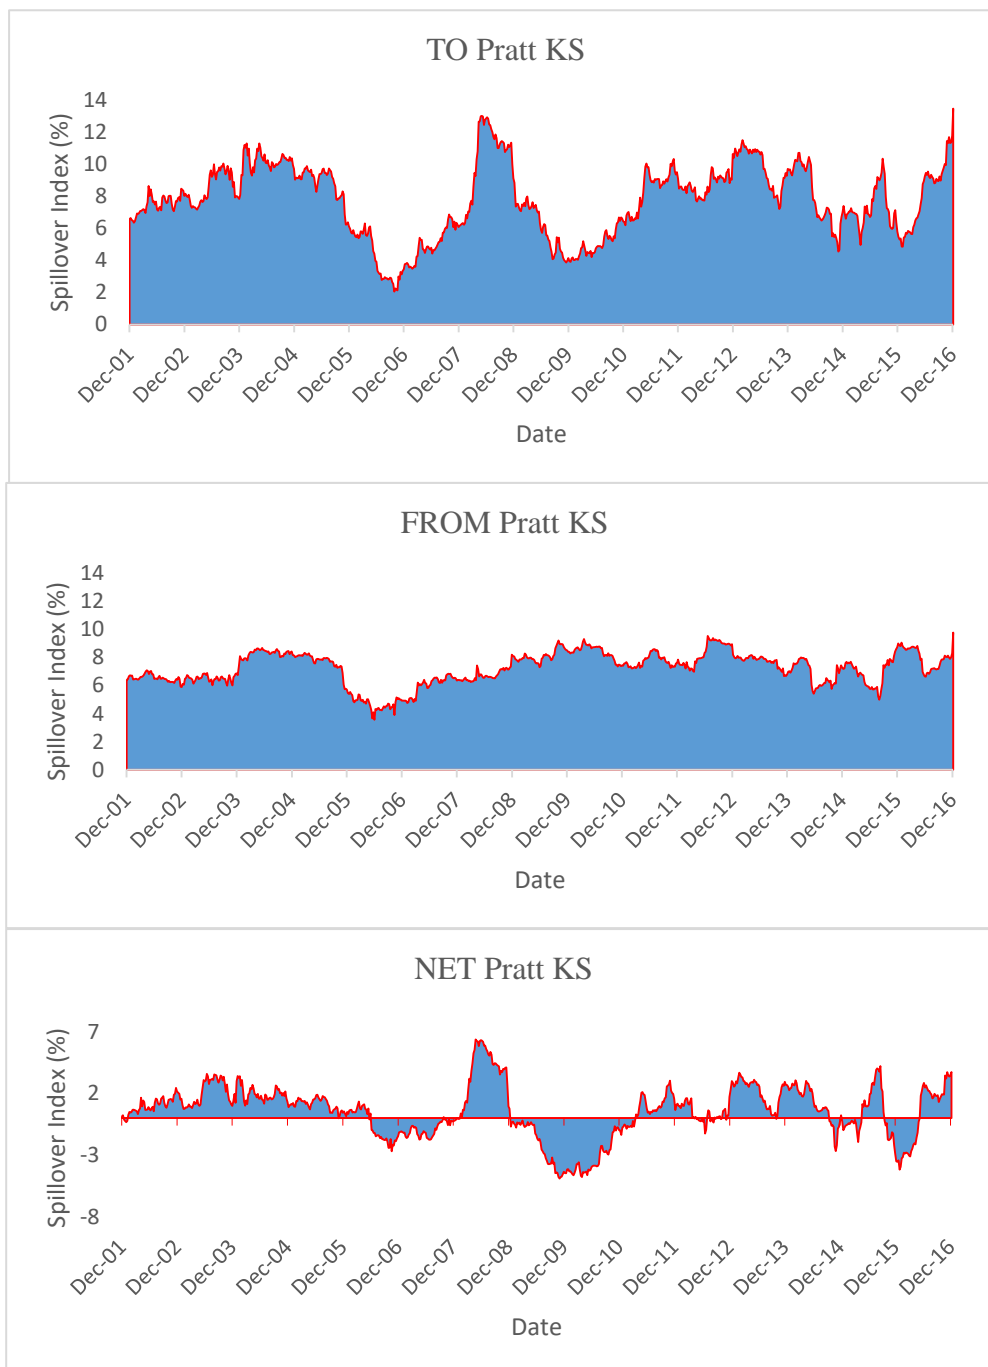 TO Pratt KS
Spillover Index (%)
14
12
10
8
6
4
2
0
Dec-01
Dec-02
Dec-03
Dec-04
Dec-05
Dec-06
Dec-07
Dec-08
Dec-09
Dec-10
Dec-11
Dec-12
Dec-13
Dec-14
Dec-15
Dec-16
Date
FROM Pratt KS
Spillover Index (%)
14
12
10
8
6
4
2
0
Dec-01
Dec-02
Dec-03
Dec-04
Dec-05
Dec-06
Dec-07
Dec-08
Dec-09
Dec-10
Dec-11
Dec-12
Dec-13
Dec-14
Dec-15
Dec-16
Date
NET Pratt KS
Spillover Index (%)
7
2
-3
-8
Dec-01
Dec-02
Dec-03
Dec-04
Dec-05
Dec-06
Dec-07
Dec-08
Dec-09
Dec-10
Dec-11
Dec-12
Dec-13
Dec-14
Dec-15
Dec-16
Date